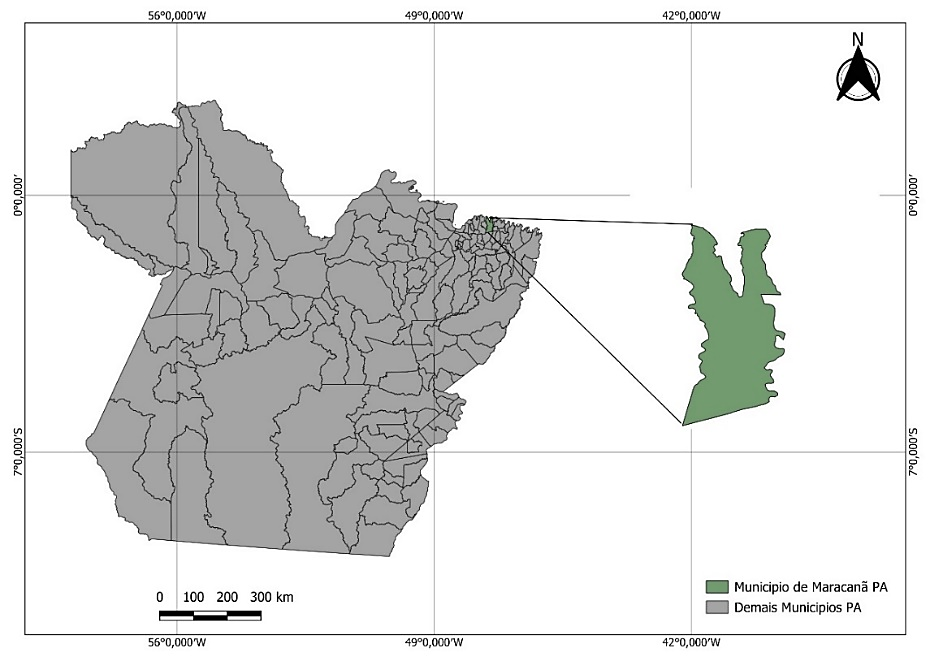 56°0,000'W 49°0,000'W 42°0,000'W
N
0°0,000' 0°0,000'
7°0,000'S 7°0,000'S
Municipio de Maracanã PA
0 100 200 300 km
Demais Municipios PA
56°0,000'W 49°0,000'W 42°0,000'W